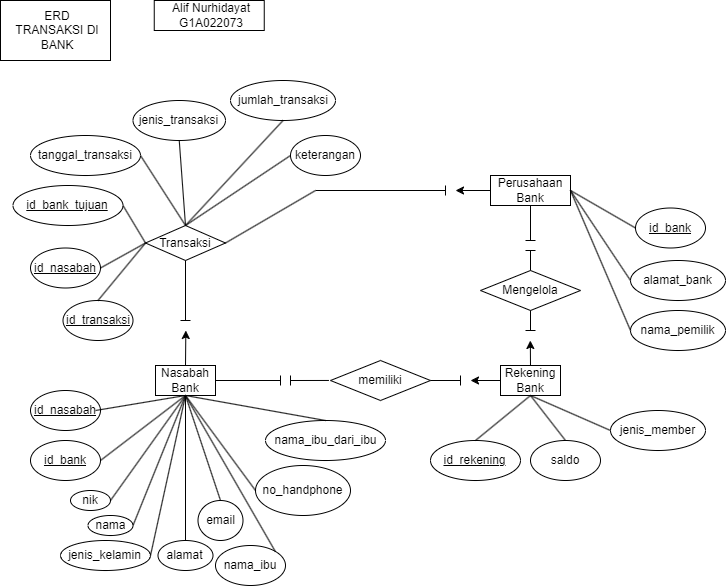 ERD
TRANSAKSI DI
BANK
Alif Nurhidayat
G1A022073
jumlah_transaksi
jenis_transaksi
tanggal_transaksi
keterangan
id_bank_tujuan
Transaksi
id_nasabah
id_transaksi
Perusahaan
Bank
id_bank
alamat_bank
nama_pemilik
Mengelola
Nasabah
Bank
memiliki
Rekening
Bank
id_nasabah
id_bank
nik
nama
jenis_kelamin
alamat
nama_ibu
email
no_handphone
nama_ibu_dari_ibu
id_rekening
saldo
jenis_member